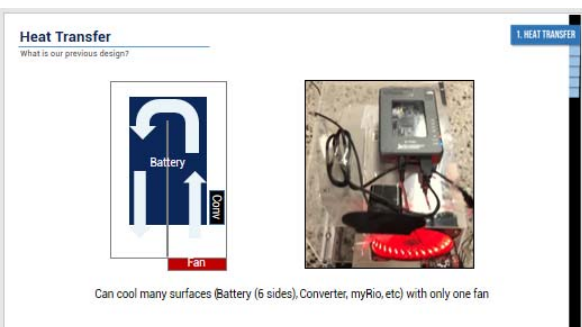 Heat Transfer
What is our previous design?
1. HEAT TRANSFER
Battery
Conv
Fan
Can cool many surfaces (Battery (6 sides), Converter, myRio, etc) with only one fan